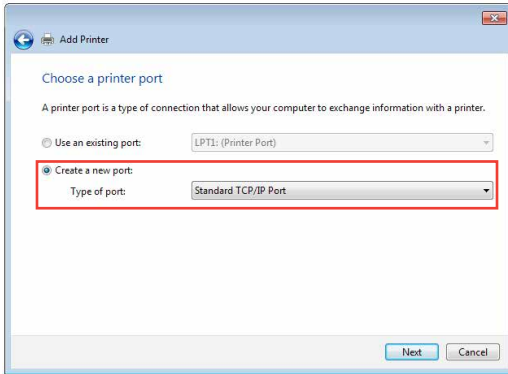 Add Printer
Choose a printer port
A printer port is a type of connection that allows your computer to exchange information with a printer.
Use an existing port: LPT1: (Printer Port)
Create a new port:
Type of port: Standard TCP/IP Port
Next Cancel